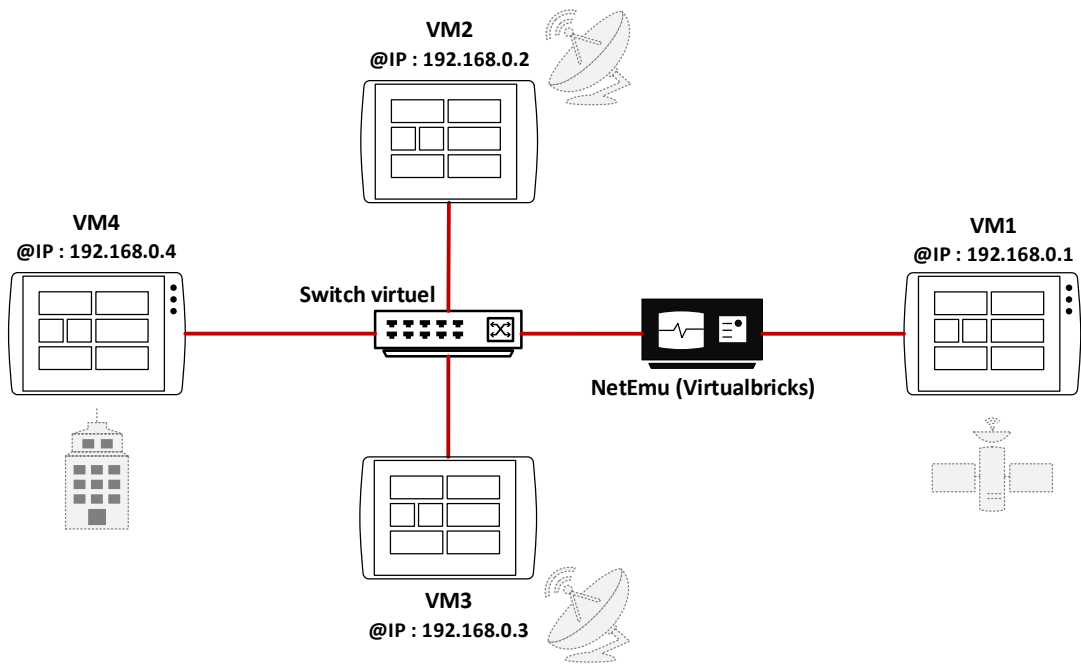 VM2
@IP : 192.168.0.2
VM4
@IP : 192.168.0.4
VM1
@IP : 192.168.0.1
Switch virtuel
NetEmu (Virtualbricks)
VM3
@IP : 192.168.0.3